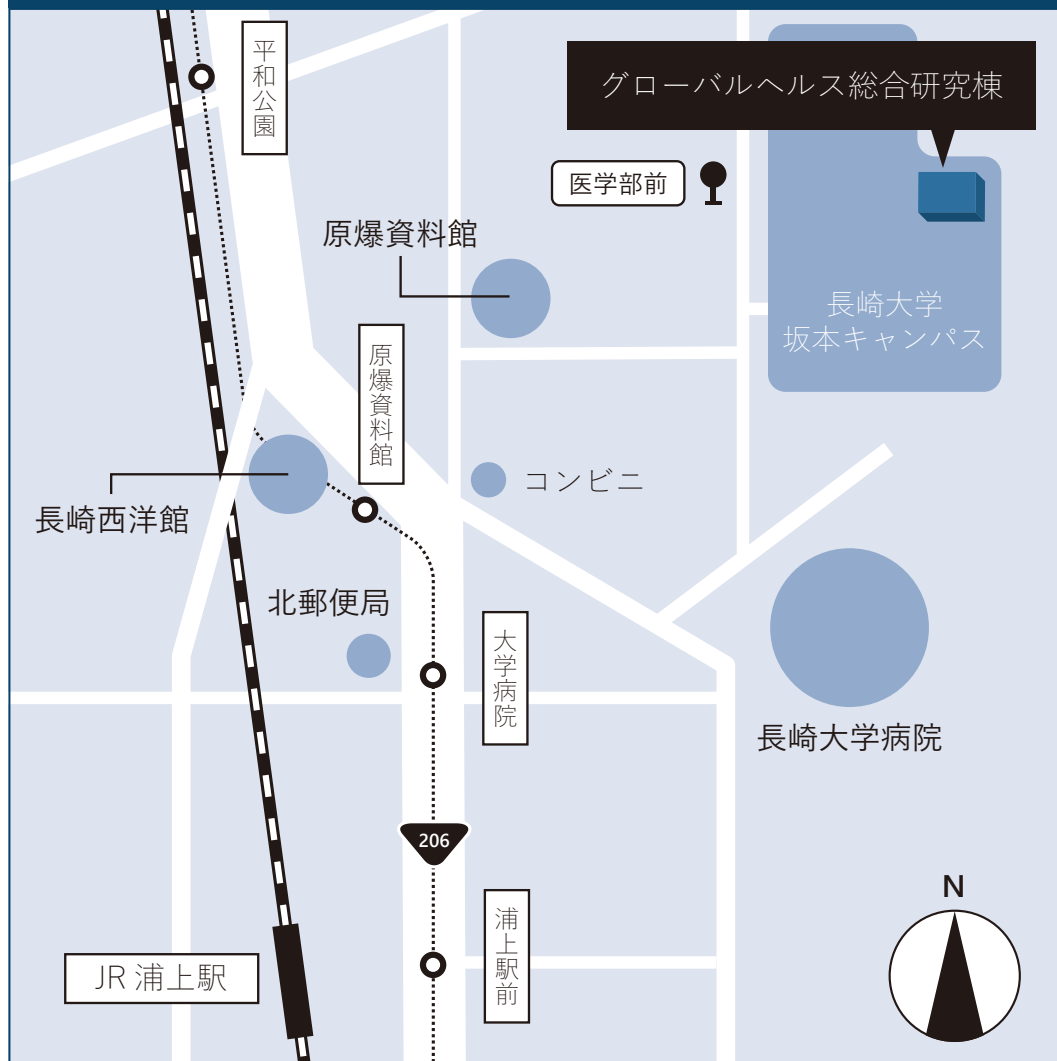 平和公園
グローバルヘルス総合研究棟
医学部前
原爆資料館
長崎大学
坂本キャンパス
原爆資料館
コンビニ
長崎西洋館
北郵便局
大学病院
長崎大学病院
206
N
浦上駅前
JR 浦上駅